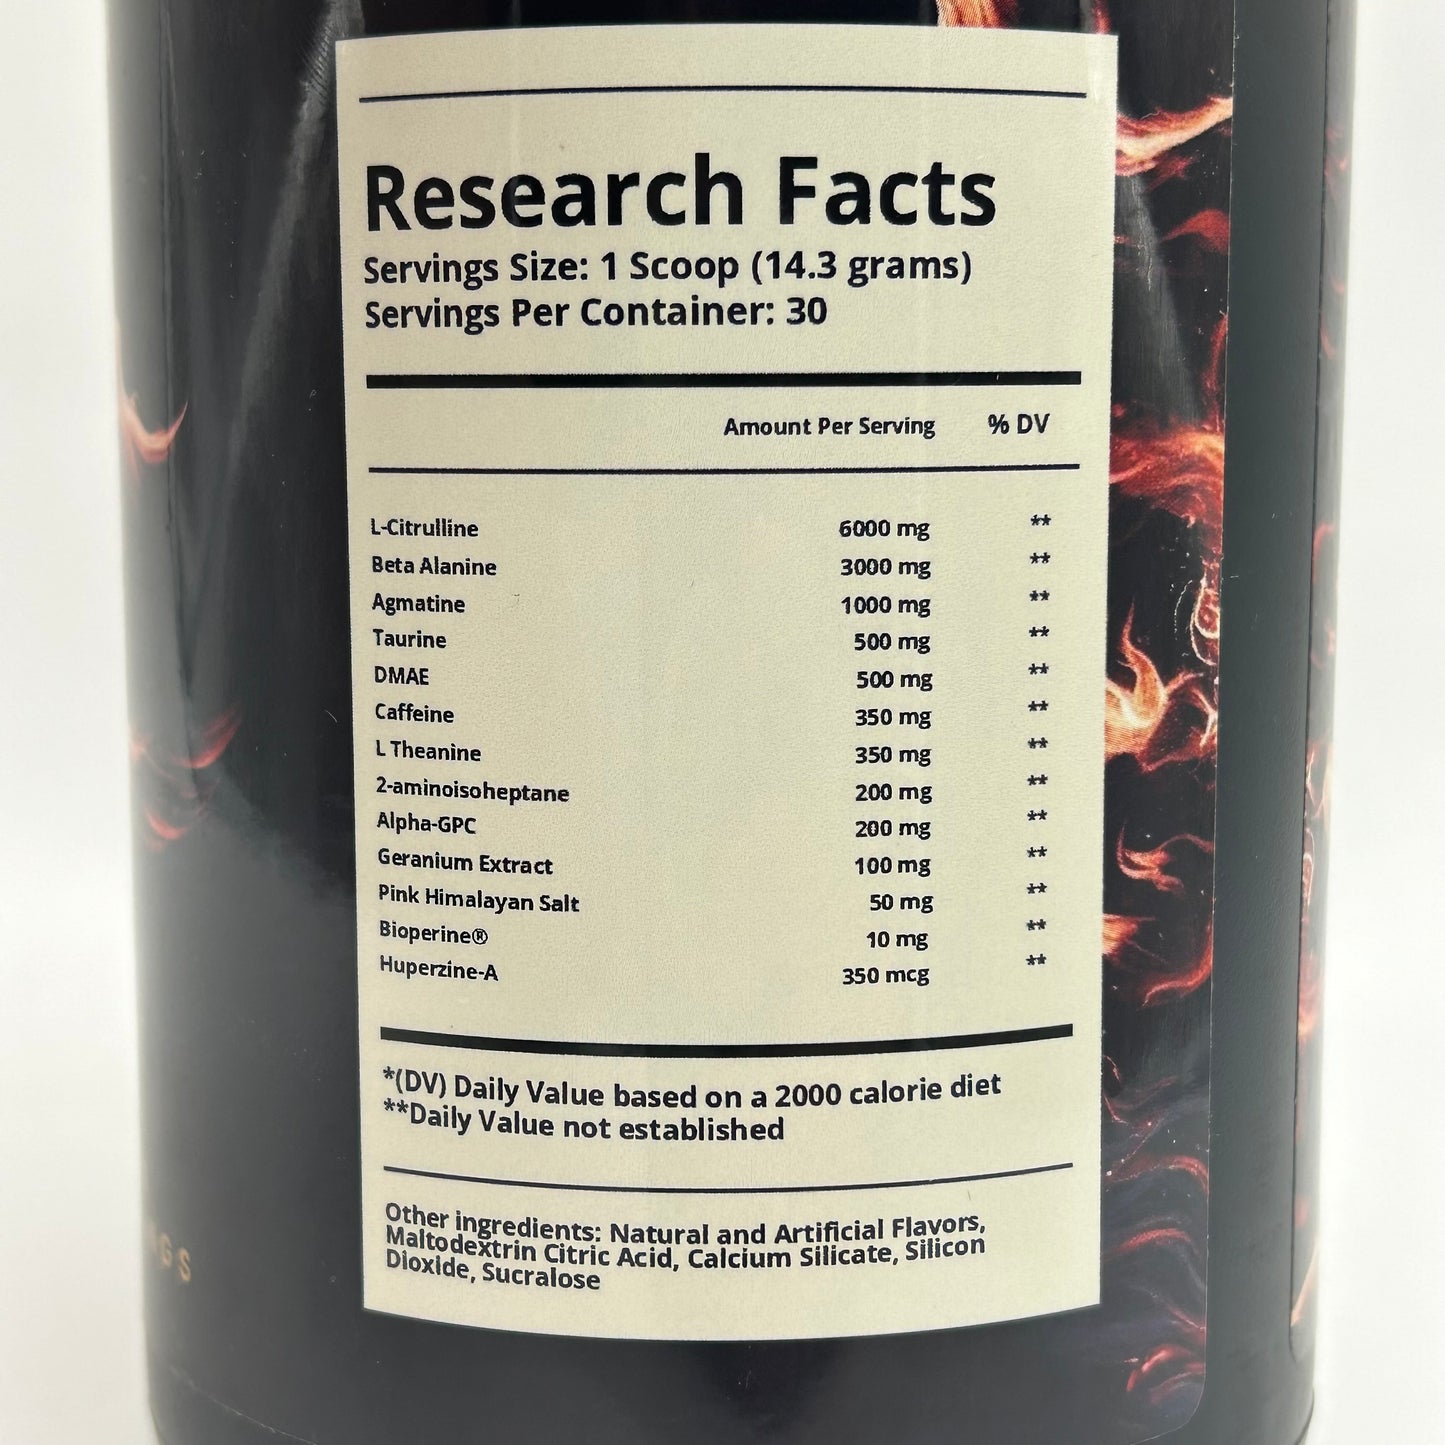 Research Facts
Servings Size: 1 Scoop (14.3 grams)
Servings Per Container: 30
Amount Per Serving % DV
L-Citrulline 6000 mg **
Beta Alanine 3000 mg **
Agmatine 1000 mg **
Taurine 500 mg **
DMAE 500 mg **
Caffeine 350 mg **
L Theanine 350 mg **
2-aminoisoheptane 200 mg **
Alpha-GPC 200 mg **
Geranium Extract 100 mg **
Pink Himalayan Salt 50 mg **
Bioperine® 10 mg **
Huperzine-A 350 mcg **
*(DV) Daily Value based on a 2000 calorie diet
**Daily Value not established
Other ingredients: Natural and Artificial Flavors,
Maltodextrin Citric Acid, Calcium Silicate, Silicon
Dioxide, Sucralose